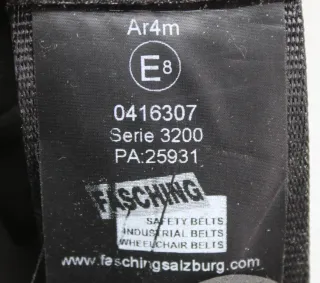 Ar4m
E8
0416307
Serie 3200
PA:25931
FASCHING
SAFETY BELTS
INDUSTRIAL BELTS
WHEELCHAIR BELTS
www.faschingsalzburg.com